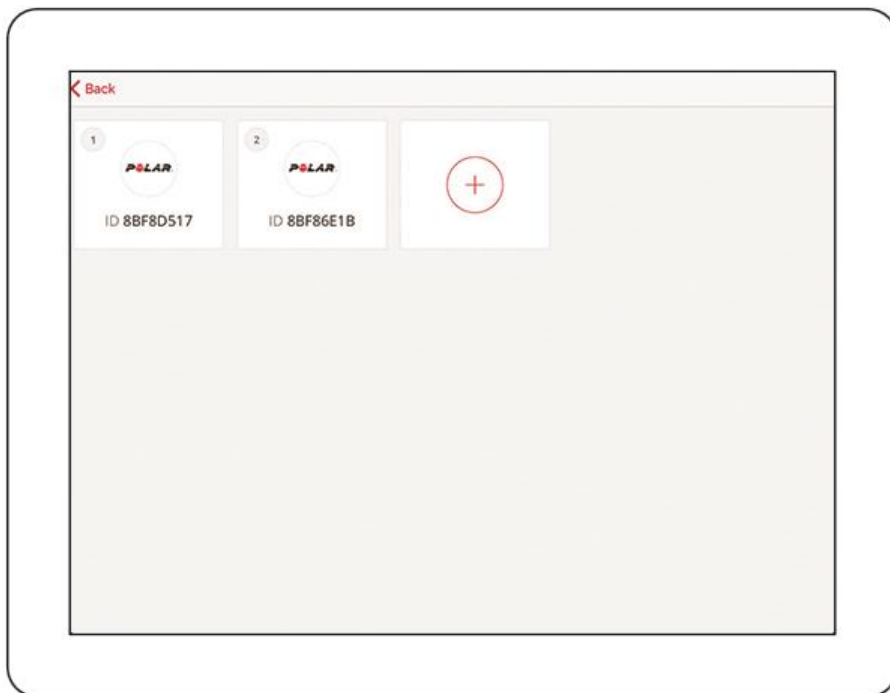 Back
1
POLAR
ID 8BF8D517
2
POLAR
ID 8BF86E1B